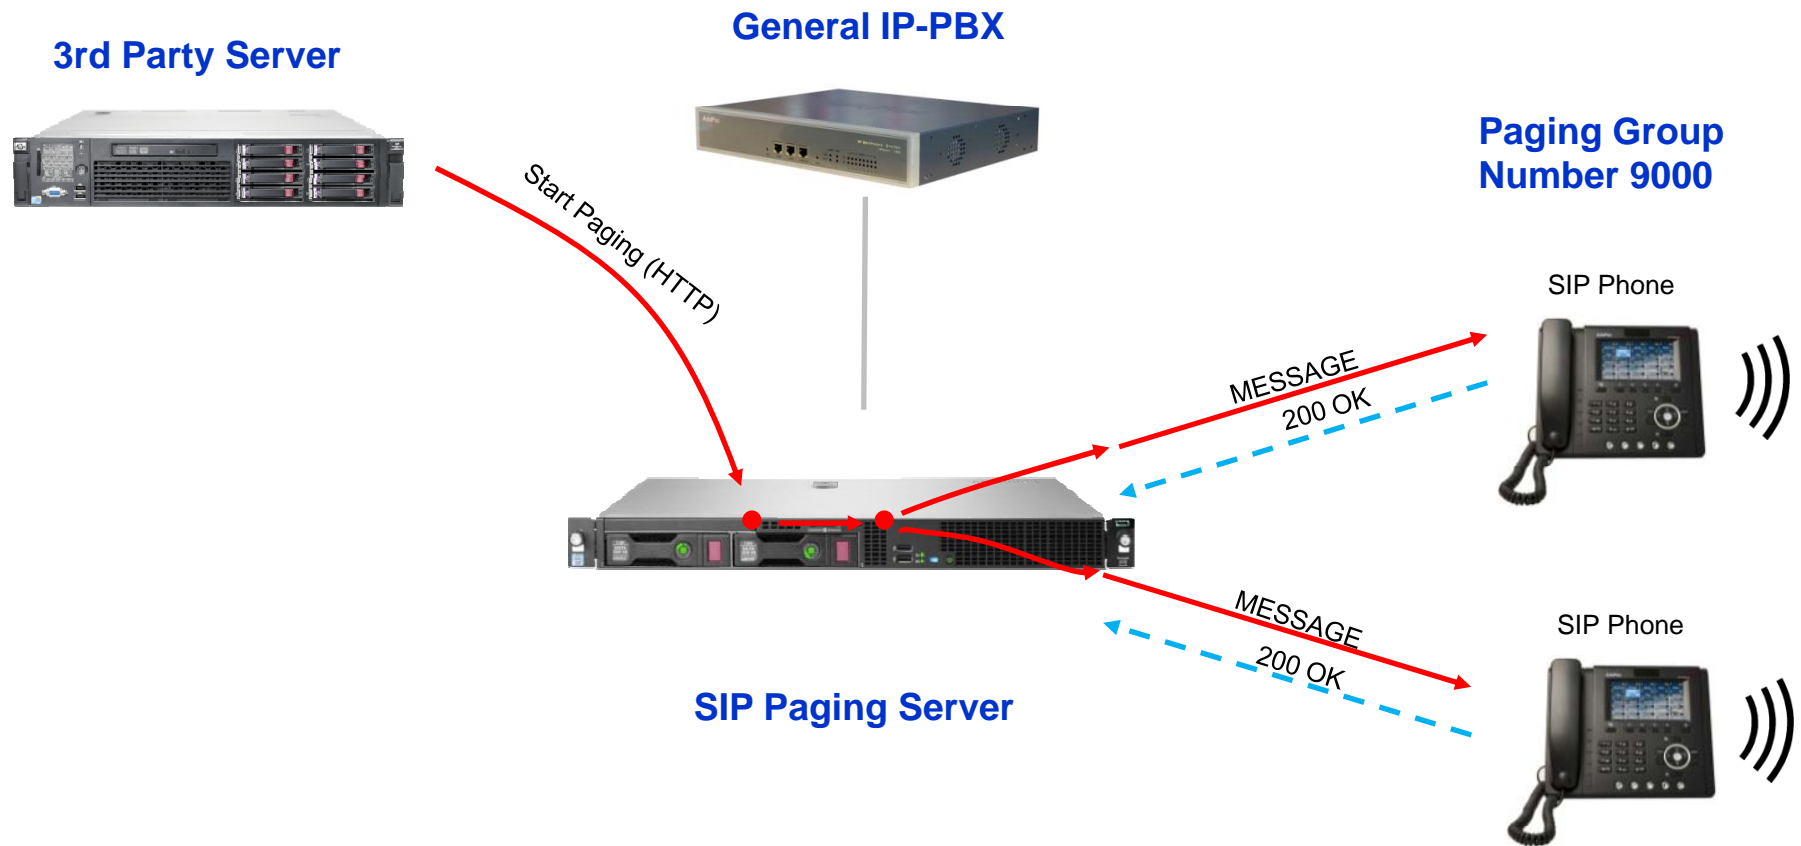 General IP-PBX
3rd Party Server
Paging Group
Number 9000
Start Paging (HTTP)
SIP Phone
MESSAGE
200 OK
MESSAGE
200 OK
SIP Phone
SIP Paging Server